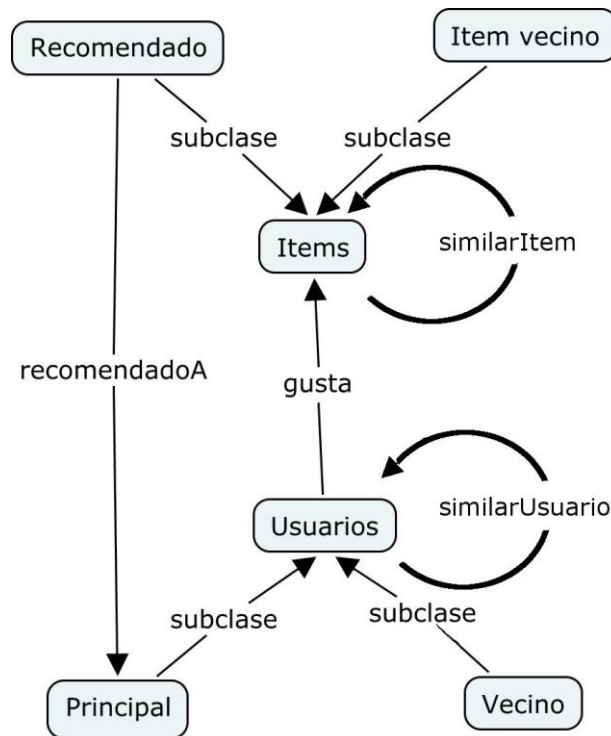 Recomendado
Item vecino
subclase
subclase
Items
similarItem
recomendadoA
gusta
Usuarios
similarUsuario
subclase
subclase
Principal
Vecino